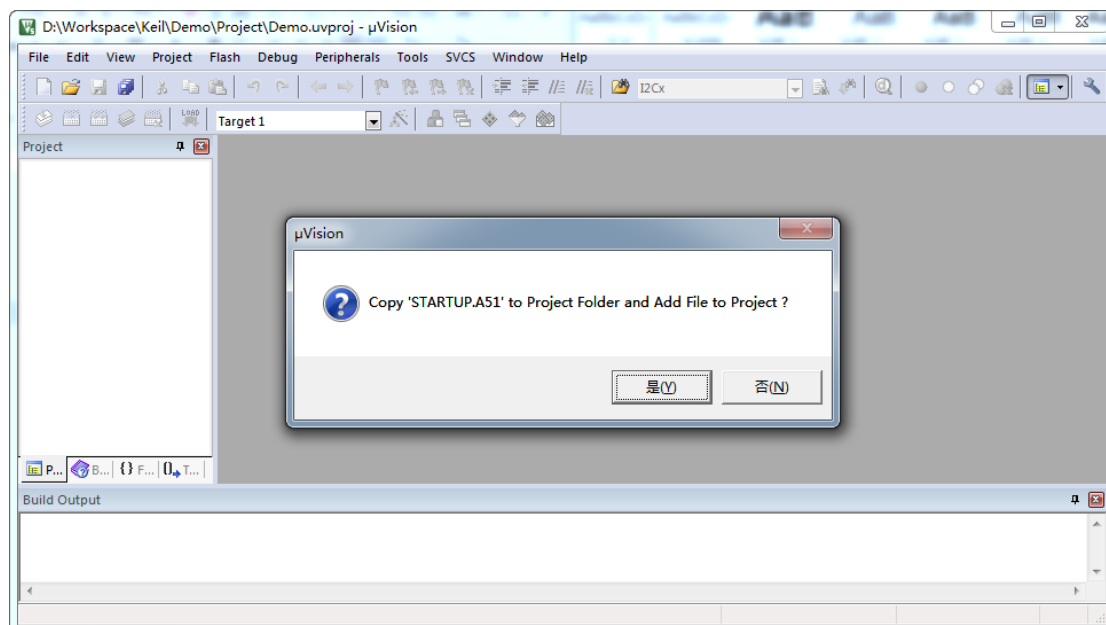 D:\Workspace\Keil\Demo\Project\Demo.uvproj - µVision
File Edit View Project Flash Debug Peripherals Tools SVCS Window Help
I2Cx
LOAD
Target 1
Project
µVision
Copy 'STARTUP.A51' to Project Folder and Add File to Project ?
是(Y) 否(N)
P... B... {} F... T...
Build Output